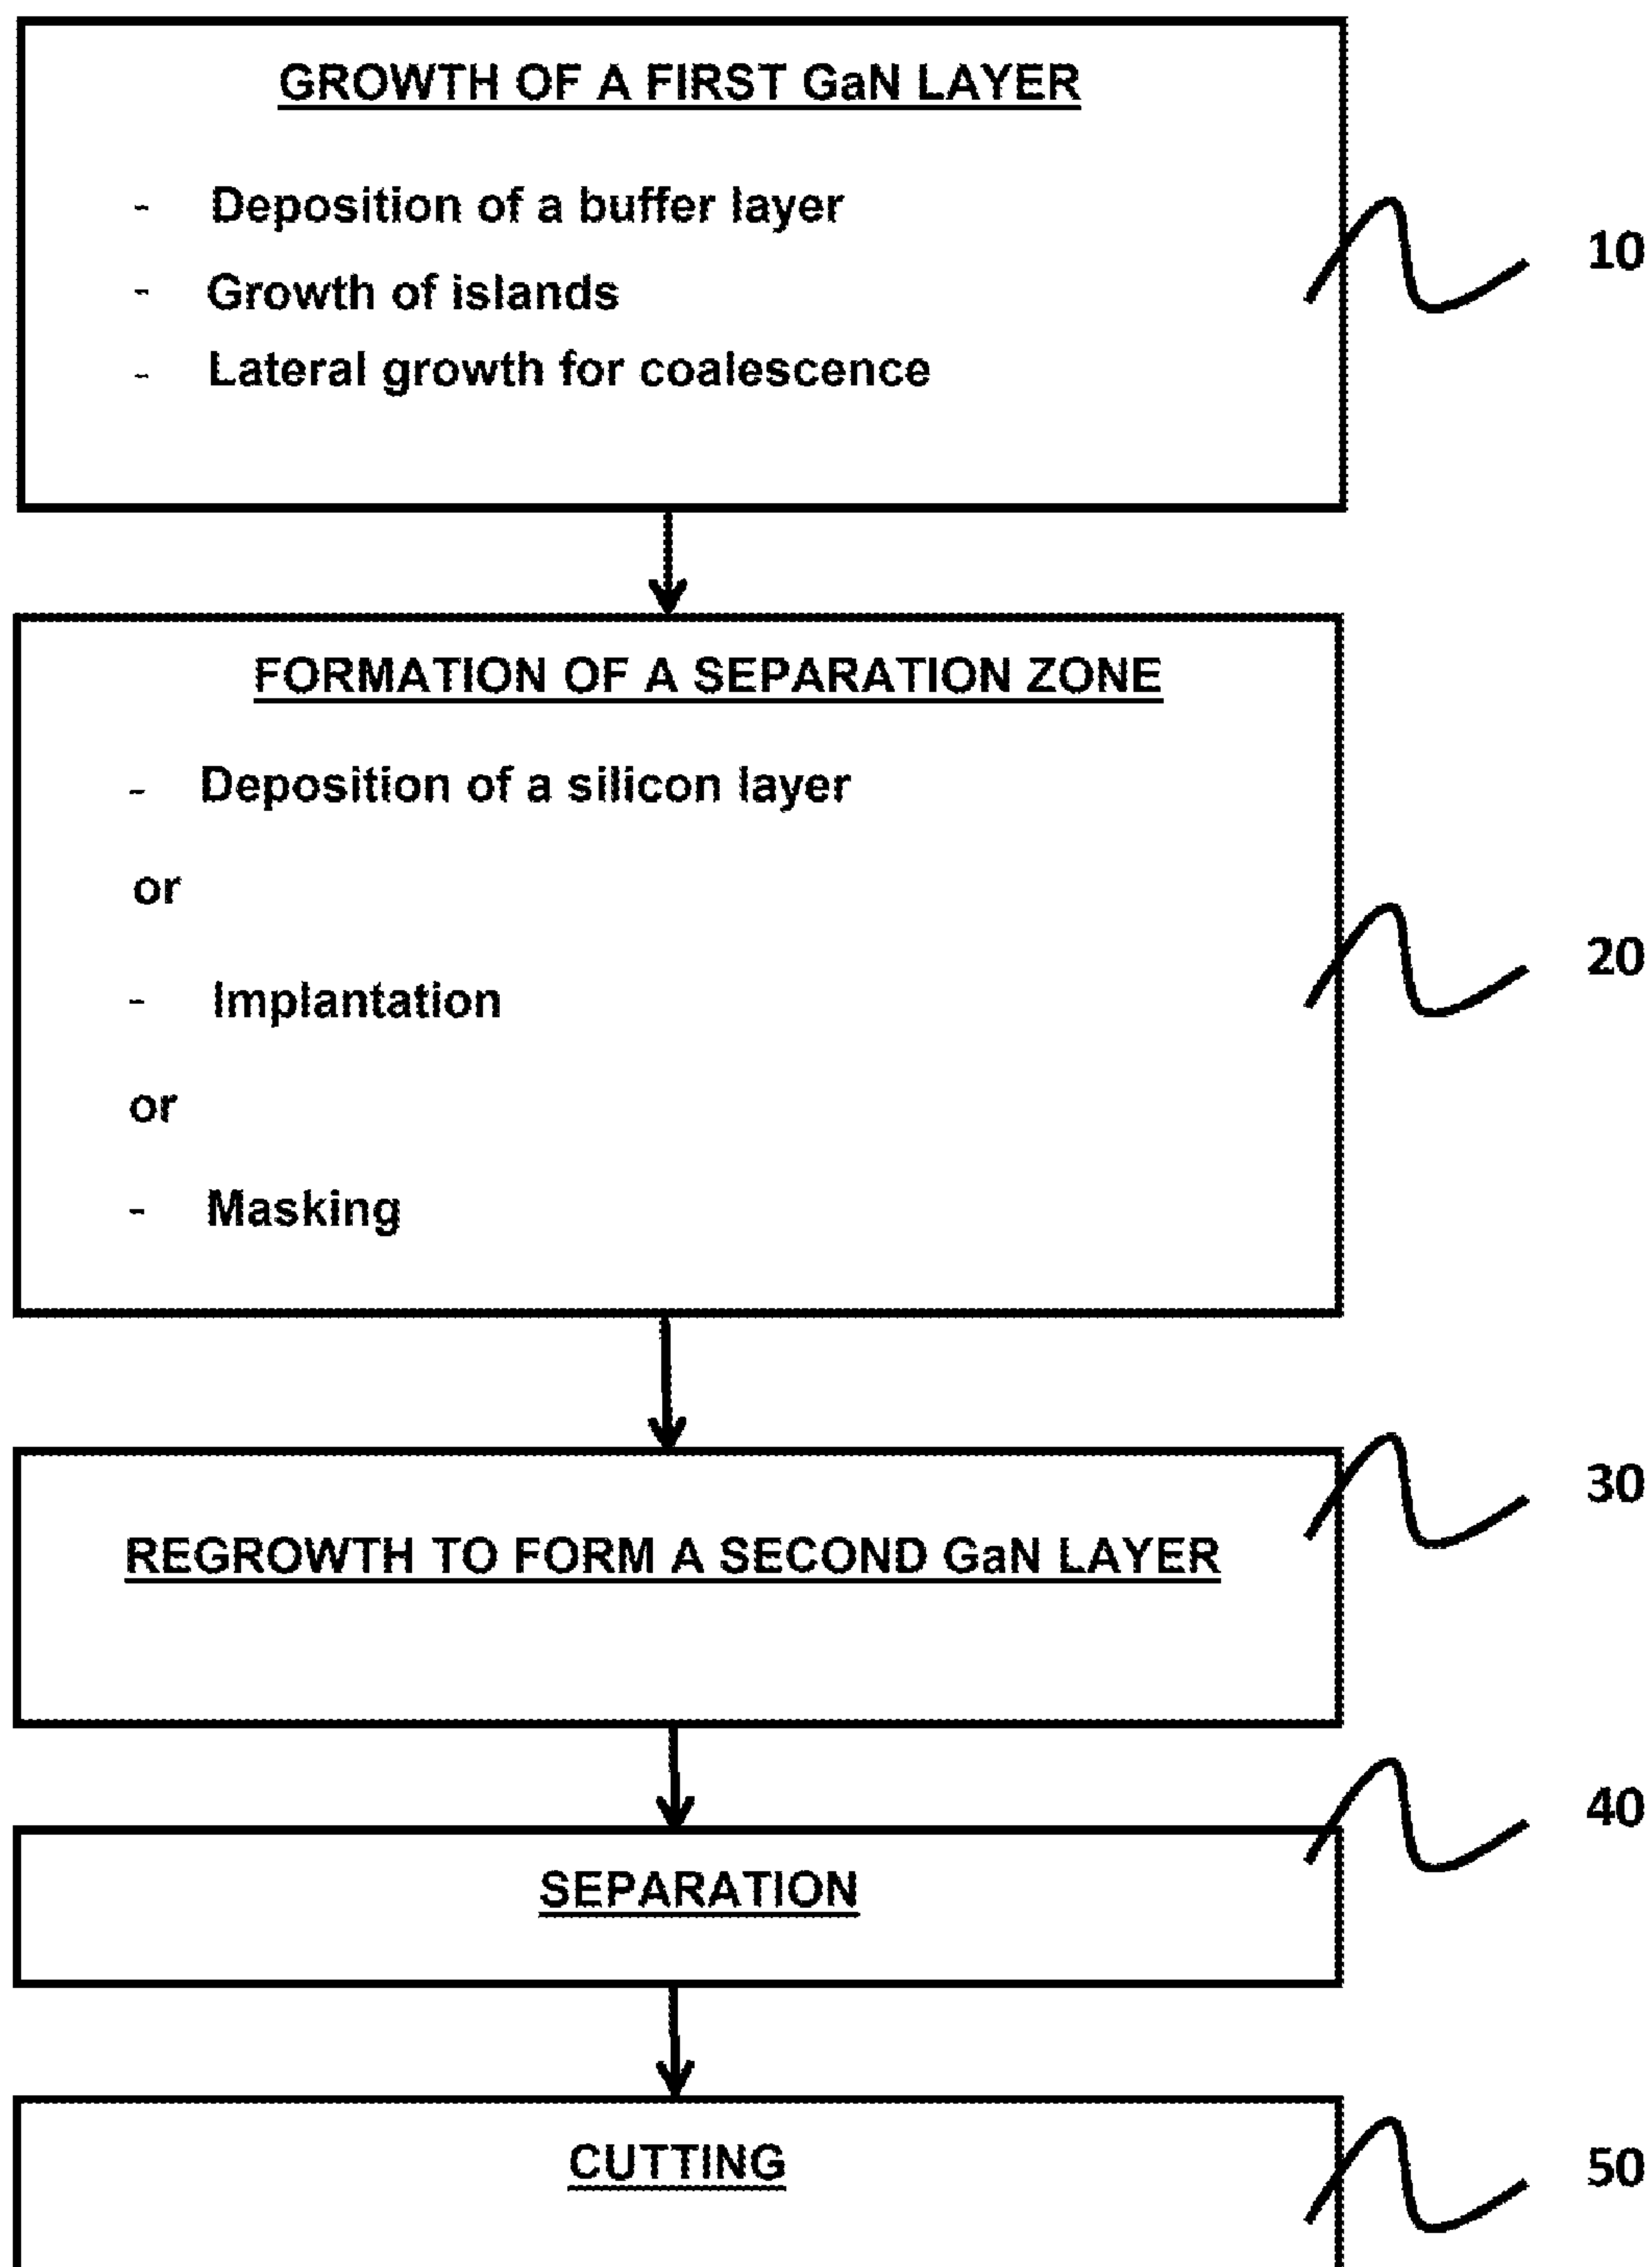 GROWTH OF A FIRST GaN LAYER
- Deposition of a buffer layer
- Growth of islands
- Lateral growth for coalescence
10
FORMATION OF A SEPARATION ZONE
- Deposition of a silicon layer
or
- Implantation
or
- Masking
20
REGROWTH TO FORM A SECOND GaN LAYER
30
SEPARATION
40
CUTTING
50